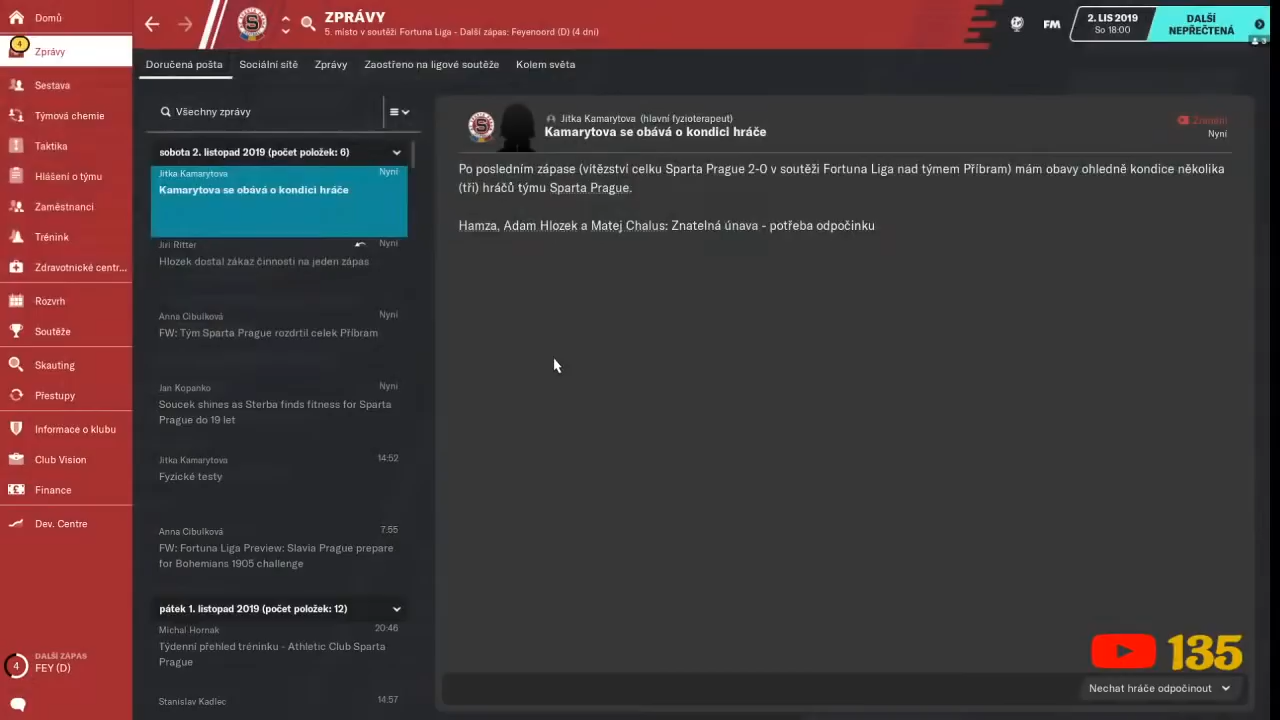 Domů
4
Zprávy
Sestava
Týmová chemie
Taktika
Hlášení o týmu
Zaměstnanci
Trénink
Zdravotnické centr...
Rozvrh
Soutěže
Skauting
Přestupy
Informace o klubu
Club Vision
Finance
Dev. Centre
4
DALŠÍ ZÁPAS
FEY (D)
ZPRÁVY
5. místo v soutěži Fortuna Liga - Další zápas: Feyenoord (D) (4 dni)
FM
2. LIS 2019
So 18:00
DALŠÍ
NEPŘEČTENÁ
3
Doručená pošta
Sociální sítě
Zprávy
Zaostřeno na ligové soutěže
Kolem světa
Všechny zprávy
sobota 2. listopad 2019 (počet položek: 6)
Jitka Kamarytova
Nyní
Kamarytova se obává o kondici hráče
Jiri Ritter
Nyní
Hlozek dostal zákaz činnosti na jeden zápas
Anna Cibulková
Nyní
FW: Tým Sparta Prague rozdrtil celek Příbram
Jan Kopanko
Nyní
Soucek shines as Sterba finds fitness for Sparta
Prague do 19 let
Jitka Kamarytova
14:52
Fyzické testy
Anna Cibulková
7:55
FW: Fortuna Liga Preview: Slavia Prague prepare
for Bohemians 1905 challenge
pátek 1. listopad 2019 (počet položek: 12)
Michal Hornak
20:46
Týdenní přehled tréninku - Athletic Club Sparta
Prague
Stanislav Kadlec
14:57
Jitka Kamarytova (hlavní fyzioterapeut)
Kamarytova se obává o kondici hráče
Zranění
Nyní
Po posledním zápase (vítězství celku Sparta Prague 2-0 v soutěži Fortuna Liga nad týmem Příbram) mám obavy ohledně kondice několika
(tří) hráčů týmu Sparta Prague.
Hamza, Adam Hlozek a Matej Chalus: Znatelná únava - potřeba odpočinku
135
Nechat hráče odpočinout